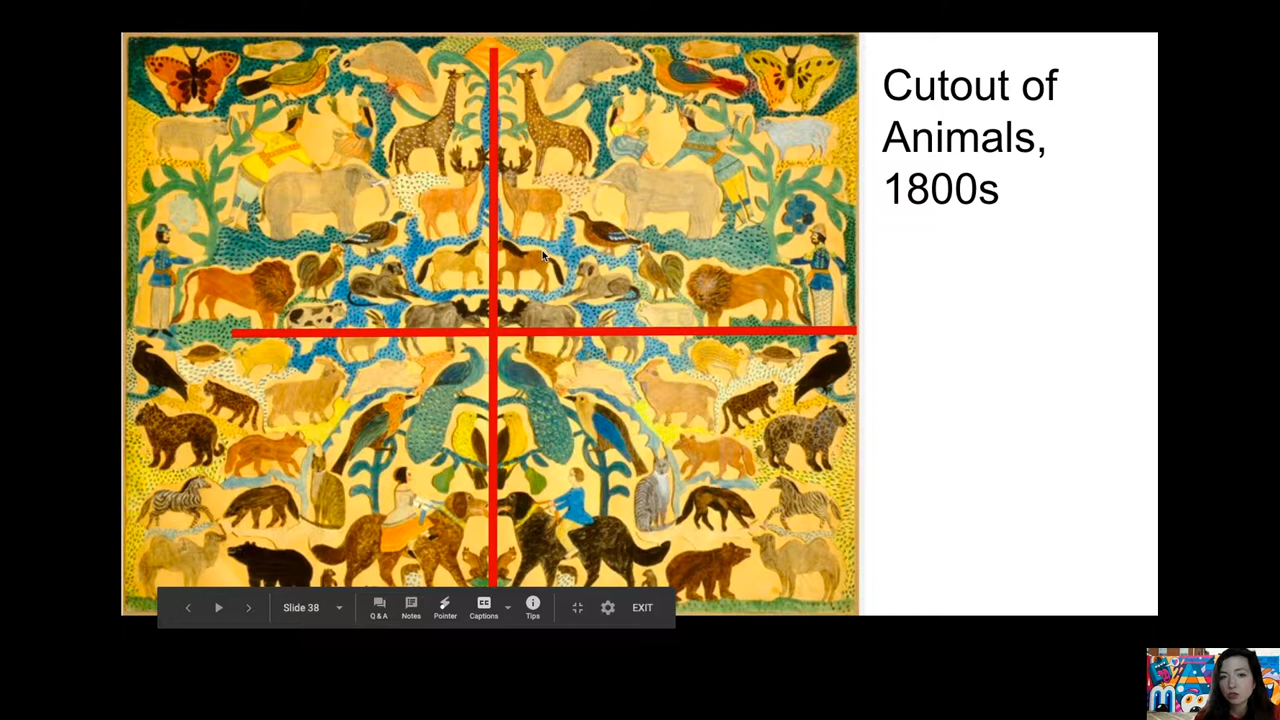 Cutout of
Animals,
1800s
Slide 38
Q & A
Notes
Pointer
Captions
Tips
EXIT